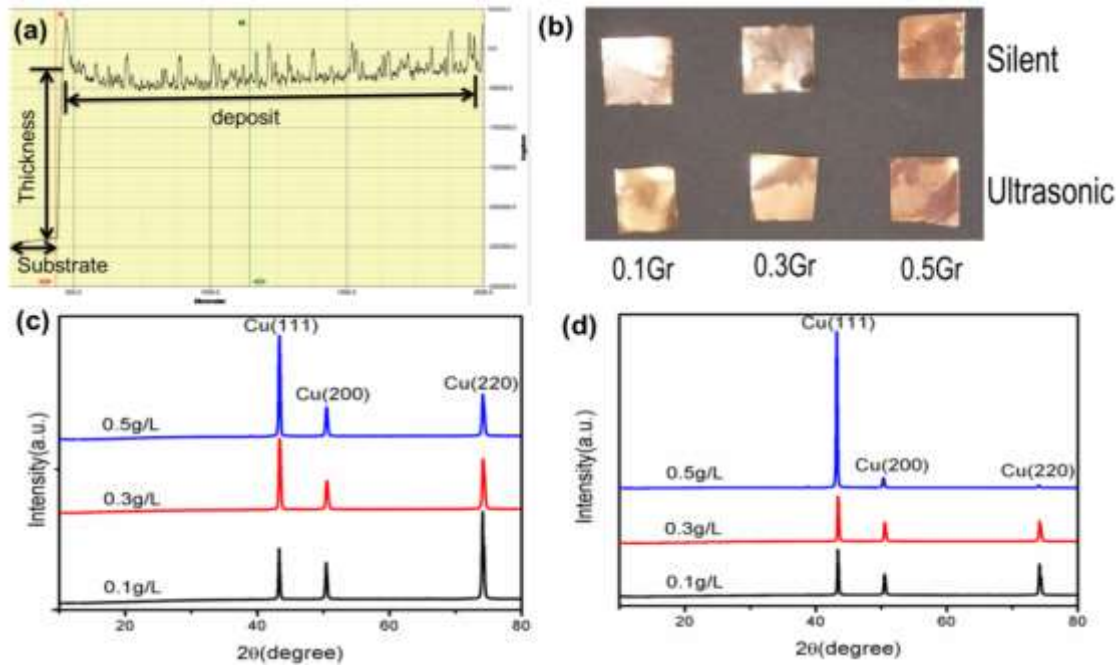 (a)
deposit
Thickness
Substrate
(b)
Silent
Ultrasonic
0.1Gr
0.3Gr
0.5Gr
(c)
Cu(111)
Cu(200)
Cu(220)
0.5g/L
0.3g/L
0.1g/L
Intensity(a.u.)
20
40
60
80
2θ(degree)
(d)
Cu(111)
Cu(200)
Cu(220)
0.5g/L
0.3g/L
0.1g/L
Intensity(a.u.)
20
40
60
80
2θ(degree)